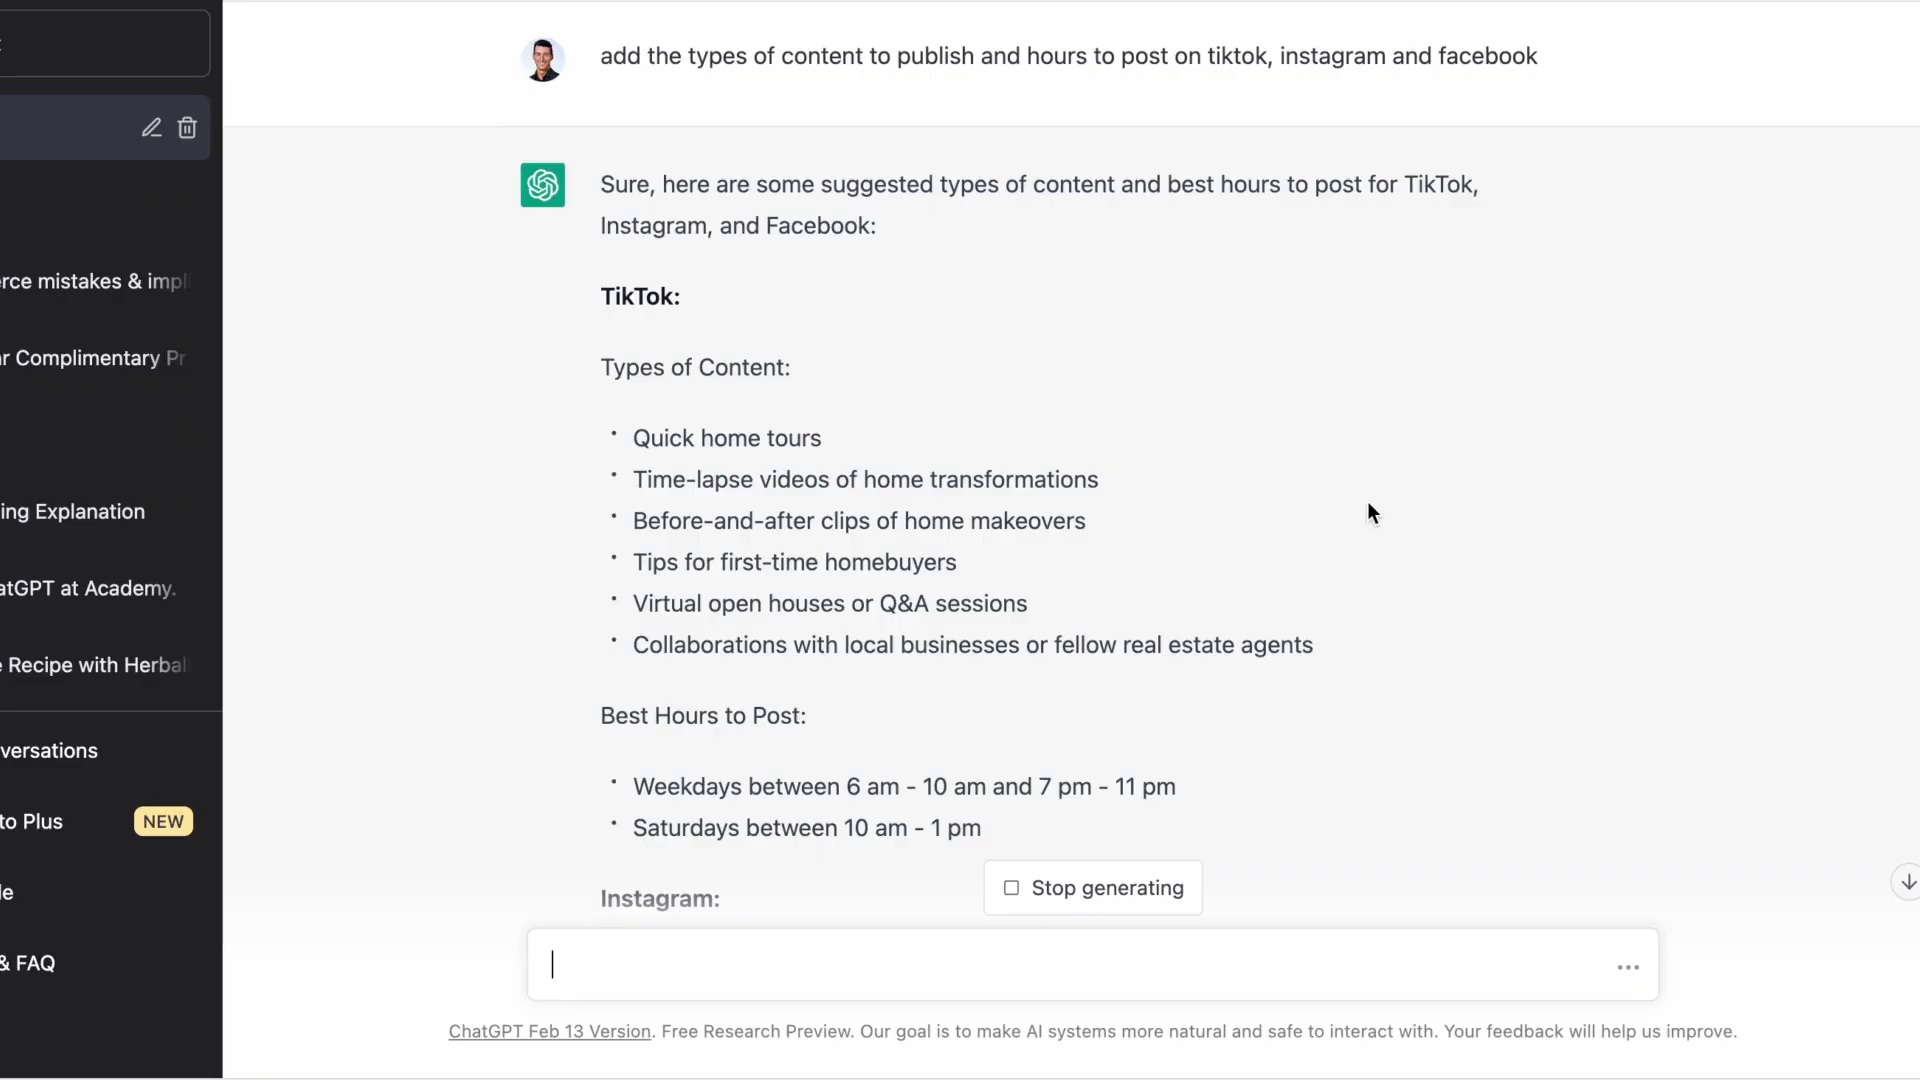 add the types of content to publish and hours to post on tiktok, instagram and facebook
Sure, here are some suggested types of content and best hours to post for TikTok,
Instagram, and Facebook:
TikTok:
Types of Content:
• Quick home tours
• Time-lapse videos of home transformations
• Before-and-after clips of home makeovers
• Tips for first-time homebuyers
• Virtual open houses or Q&A sessions
• Collaborations with local businesses or fellow real estate agents
Best Hours to Post:
• Weekdays between 6 am - 10 am and 7 pm - 11 pm
• Saturdays between 10 am - 1 pm
Instagram:
Stop generating
ChatGPT Feb 13 Version. Free Research Preview. Our goal is to make AI systems more natural and safe to interact with. Your feedback will help us improve.
rce mistakes & impli
r Complimentary Pr
ing Explanation
atGPT at Academy.
e Recipe with Herbal
versations
to Plus NEW
le
& FAQ